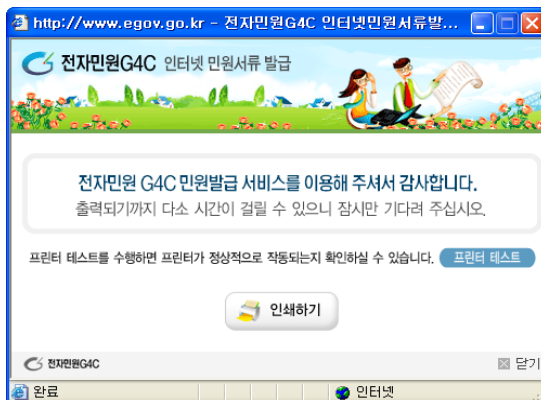 http://www.egov.go.kr - 전자민원G4C 인터넷민원서류발...
전자민원G4C 인터넷 민원서류 발급
전자민원 G4C 민원발급 서비스를 이용해 주셔서 감사합니다.
출력되기까지 다소 시간이 걸릴 수 있으니 잠시만 기다려 주십시오.
프린터 테스트를 수행하면 프린터가 정상적으로 작동되는지 확인하실 수 있습니다. 프린터 테스트
인쇄하기
전자민원G4C 닫기
완료 인터넷